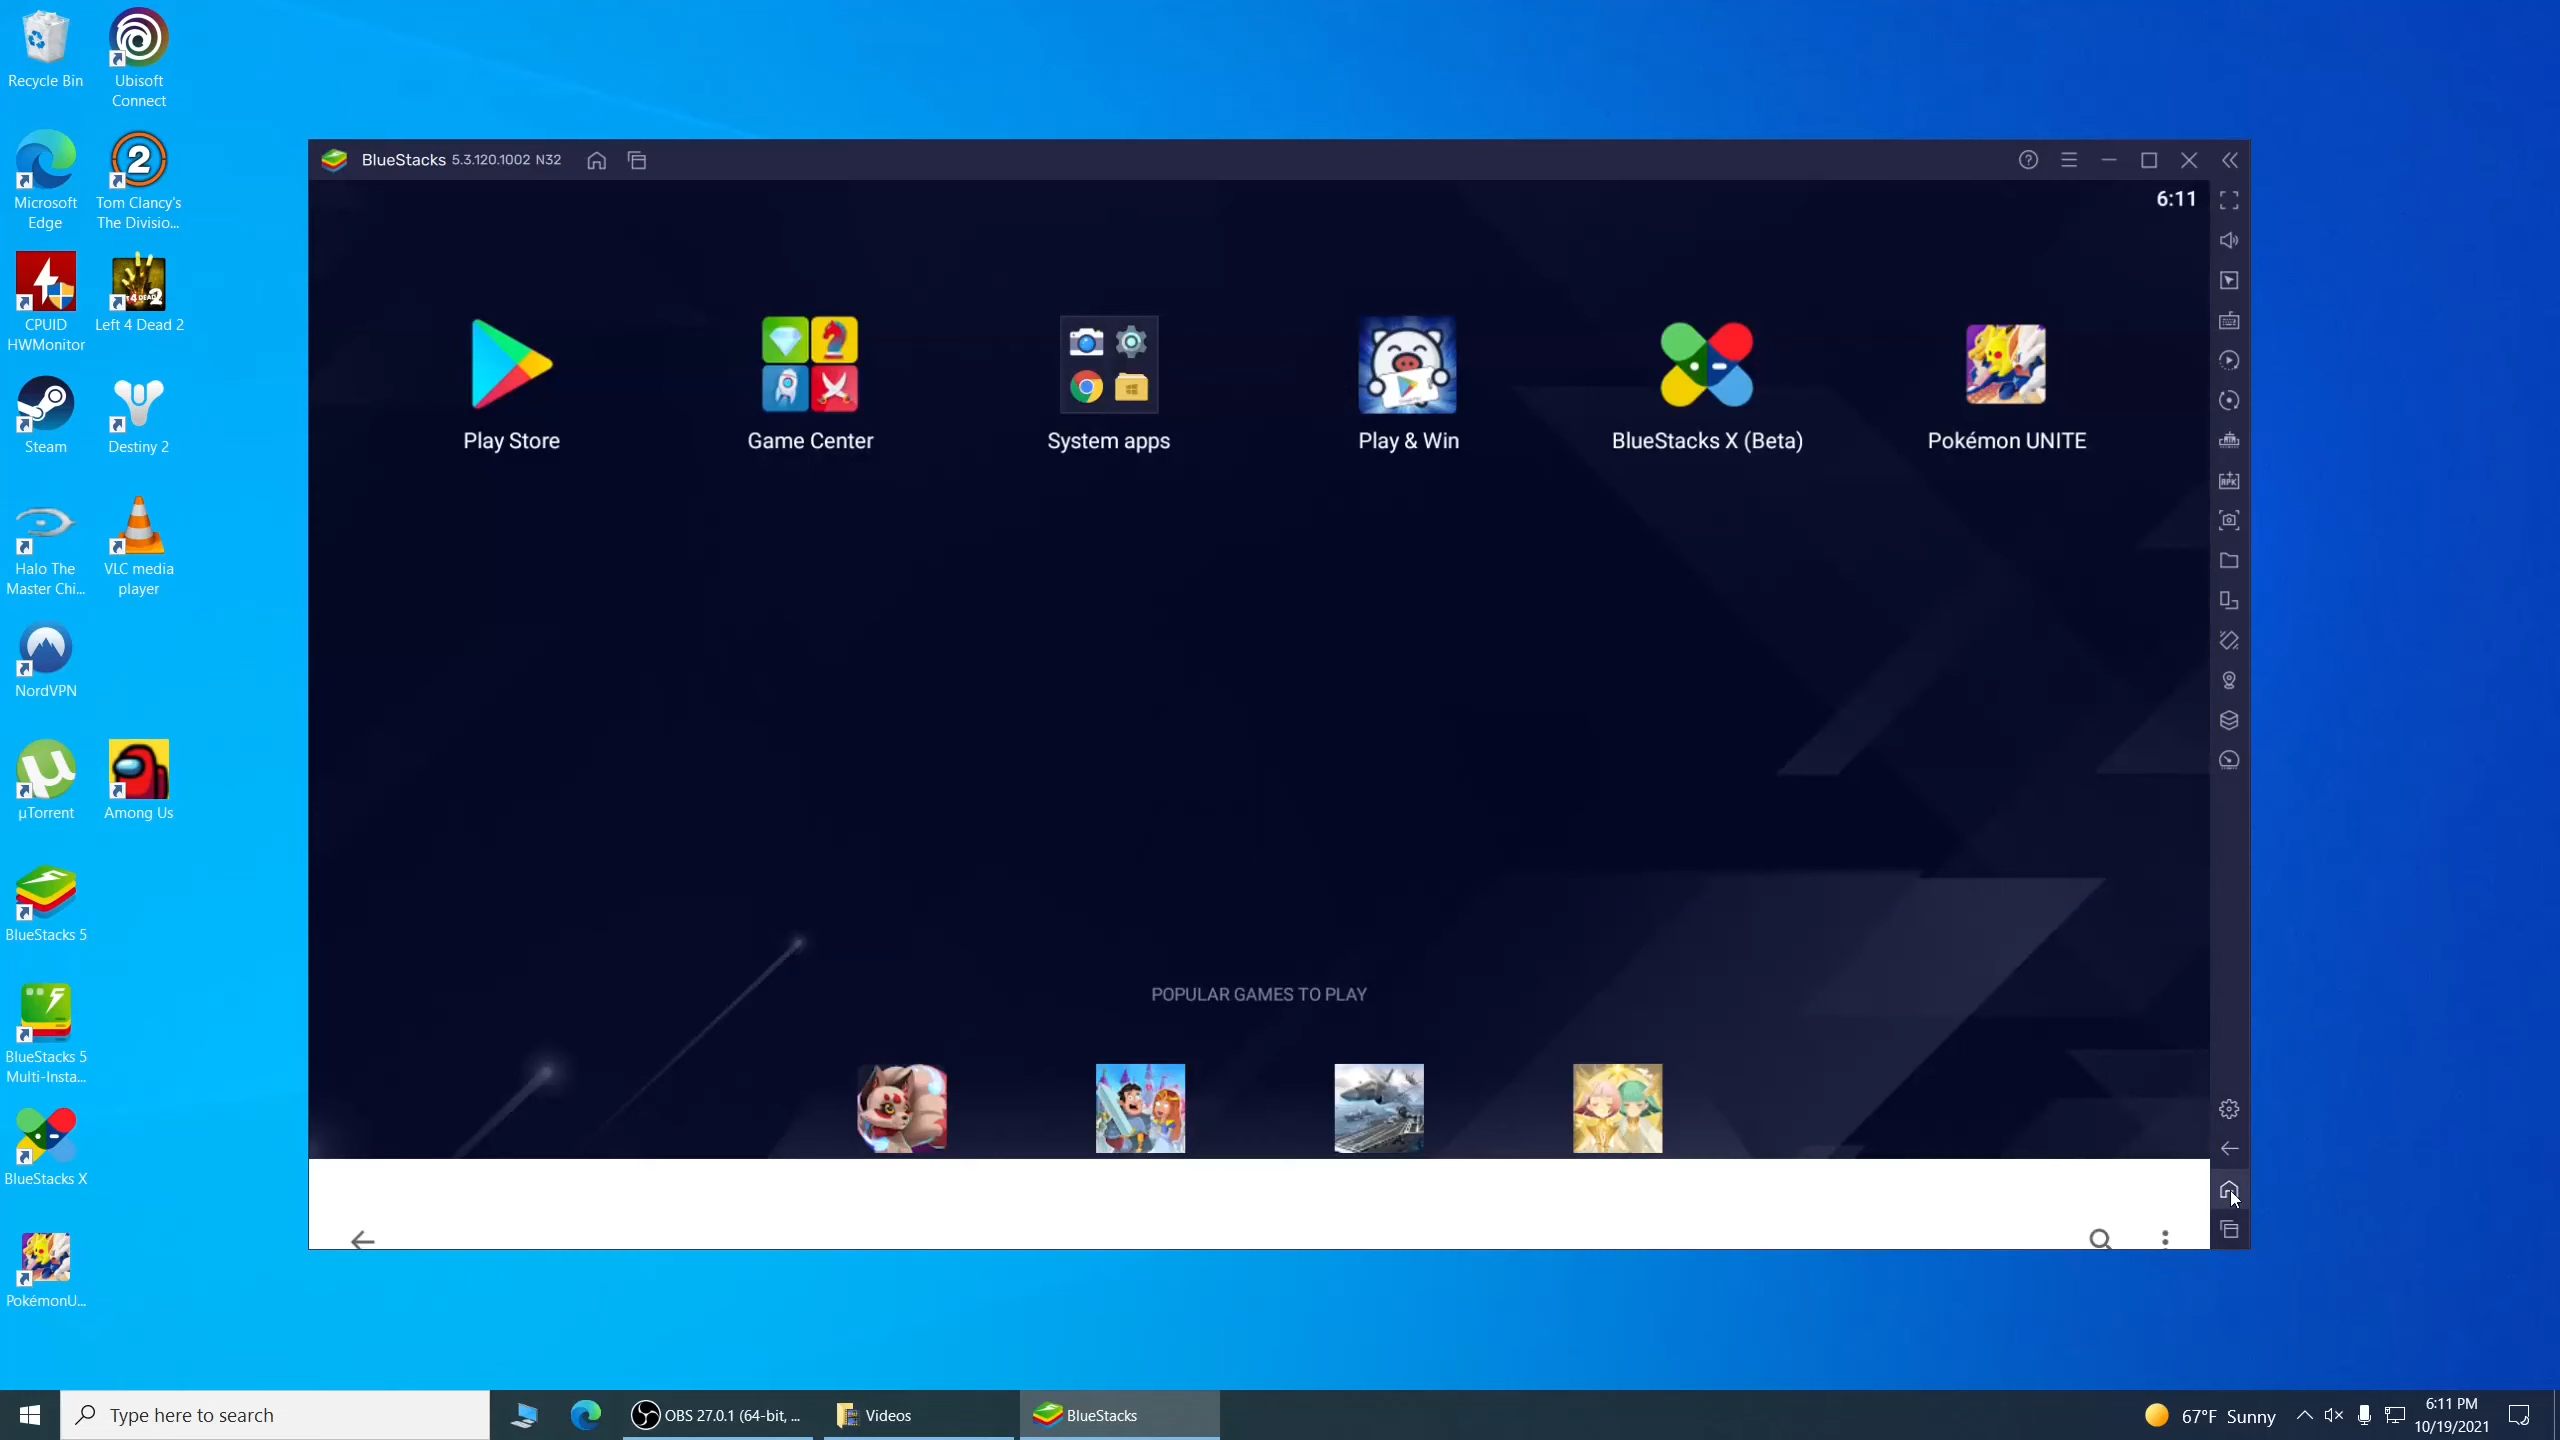 Recycle Bin
Ubisoft
Connect
Microsoft
Edge
2
Tom Clancy's
The Divisio...
CPUID
HWMonitor
Left 4 Dead 2
Steam
Destiny 2
Halo The
Master Chi...
VLC media
player
NordVPN
µTorrent
Among Us
BlueStacks 5
BlueStacks 5
Multi-Insta...
BlueStacks X
PokémonU...
BlueStacks 5.3.120.1002 N32
6:11
Play Store
Game Center
System apps
Play & Win
BlueStacks X (Beta)
Pokémon UNITE
APK
POPULAR GAMES TO PLAY
Type here to search
OBS 27.0.1 (64-bit, ...
Videos
BlueStacks
67°F Sunny
6:11 PM
10/19/2021